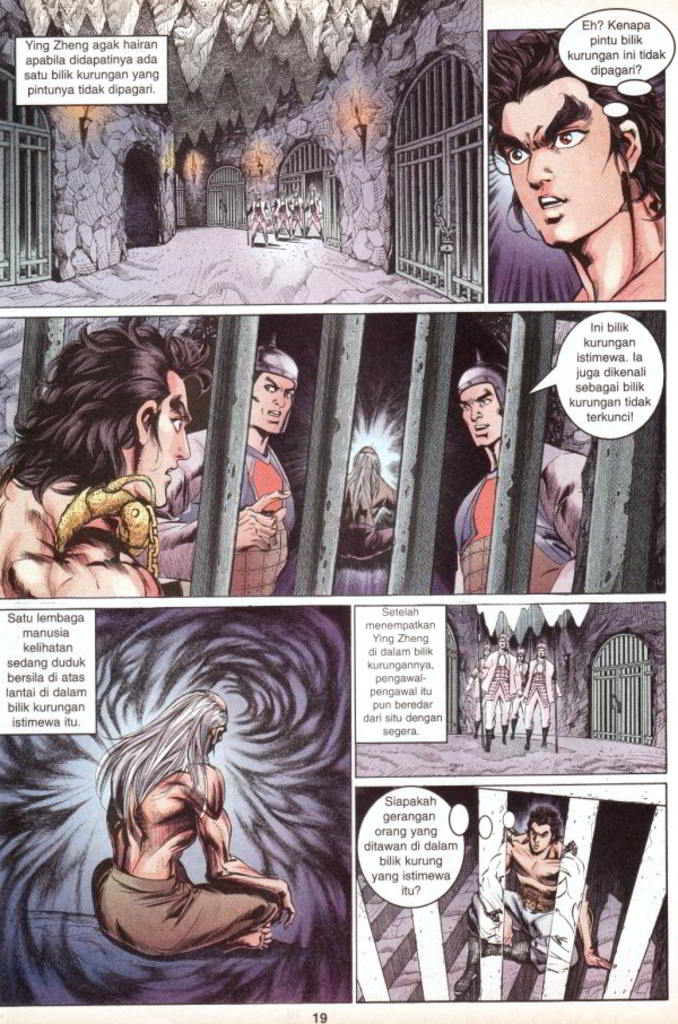 Ying Zheng agak hairan
apabila didapatinya ada
satu bilik kurungan yang
pintunya tidak dipagari.
Eh? Kenapa
pintu bilik
kurungan ini tidak
dipagari?
Ini bilik
kurungan
istimewa. Ia
juga dikenali
sebagai bilik
kurungan tidak
terkunci!
Satu lembaga
manusia
kelihatan
sedang duduk
bersila di atas
lantai di dalam
bilik kurungan
istimewa itu.
Setelah
menempatkan
Ying Zheng
di dalam bilik
kurungannya,
pengawal-
pengawal itu
pun beredar
dari situ dengan
segera.
Siapakah
gerangan
orang yang
ditawan di dalam
bilik kurung
yang istimewa
itu?
19